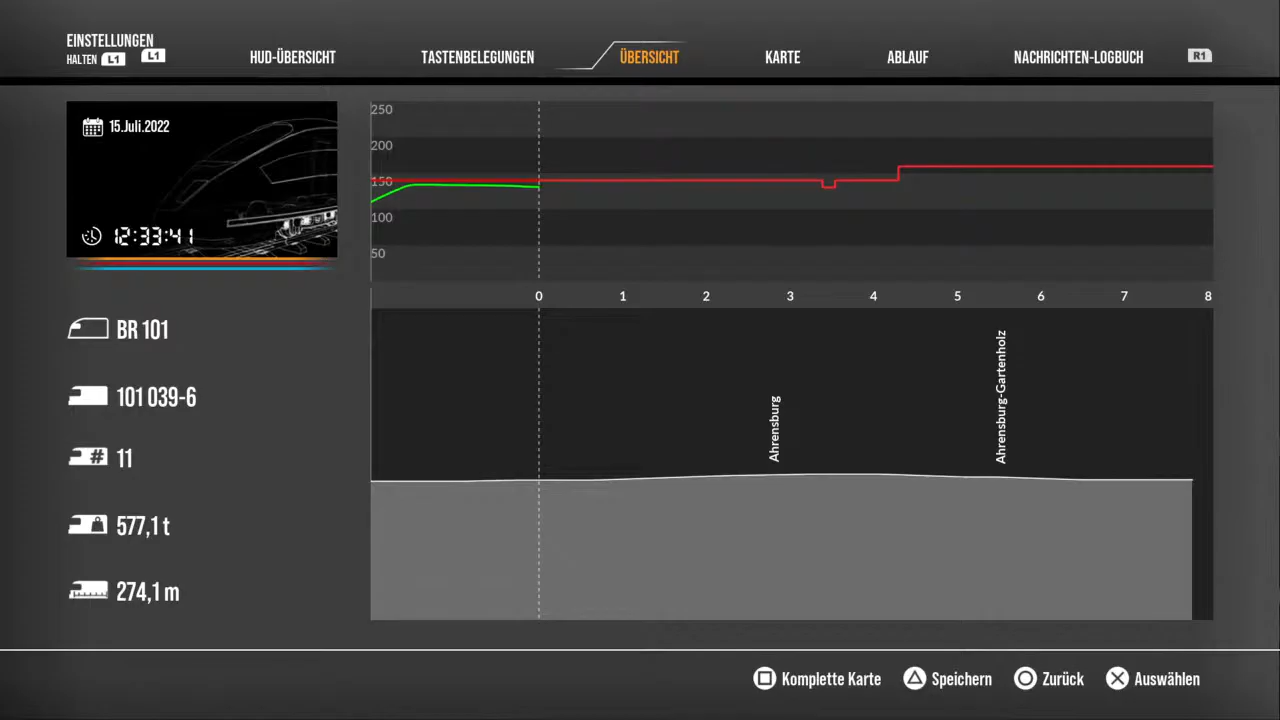 EINSTELLUNGEN
HALTEN L1 L1
HUD-ÜBERSICHT
TASTENBELEGUNGEN
ÜBERSICHT
KARTE
ABLAUF
NACHRICHTEN-LOGBUCH
R1
15.Juli.2022
12:33:41
BR 101
101 039-6
# 11
577,1 t
274,1 m
250
200
150
100
50
0 1 2 3 4 5 6 7 8
Ahrensburg
Ahrensburg-Gartenholz
Komplette Karte
Speichern
Zurück
Auswählen